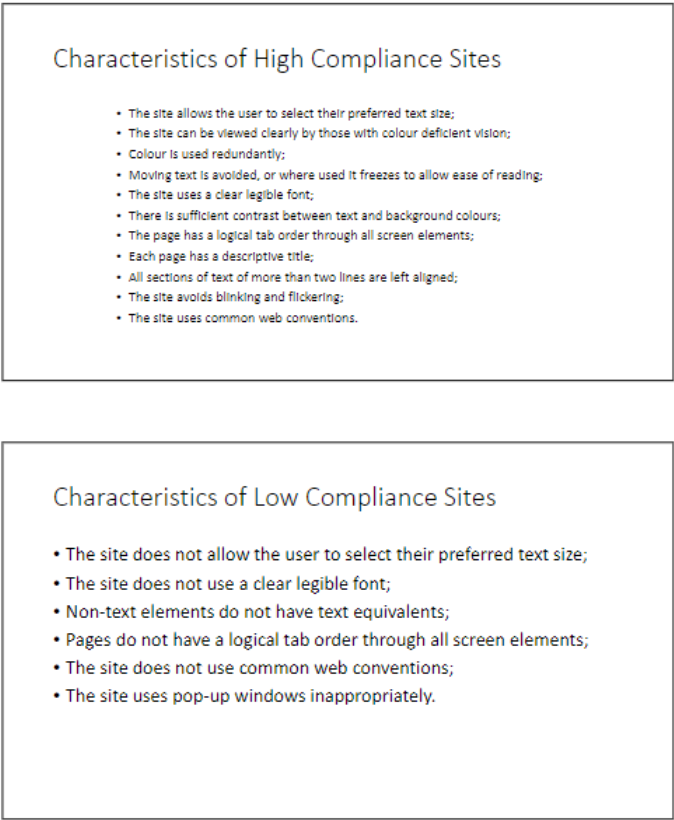 Characteristics of High Compliance Sites
• The site allows the user to select their preferred text size;
• The site can be viewed clearly by those with colour deficient vision;
• Colour is used redundantly;
• Moving text is avoided, or where used it freezes to allow ease of reading;
• The site uses a clear legible font;
• There is sufficient contrast between text and background colours;
• The page has a logical tab order through all screen elements;
• Each page has a descriptive title;
• All sections of text of more than two lines are left aligned;
• The site avoids blinking and flickering;
• The site uses common web conventions.
Characteristics of Low Compliance Sites
• The site does not allow the user to select their preferred text size;
• The site does not use a clear legible font;
• Non-text elements do not have text equivalents;
• Pages do not have a logical tab order through all screen elements;
• The site does not use common web conventions;
• The site uses pop-up windows inappropriately.